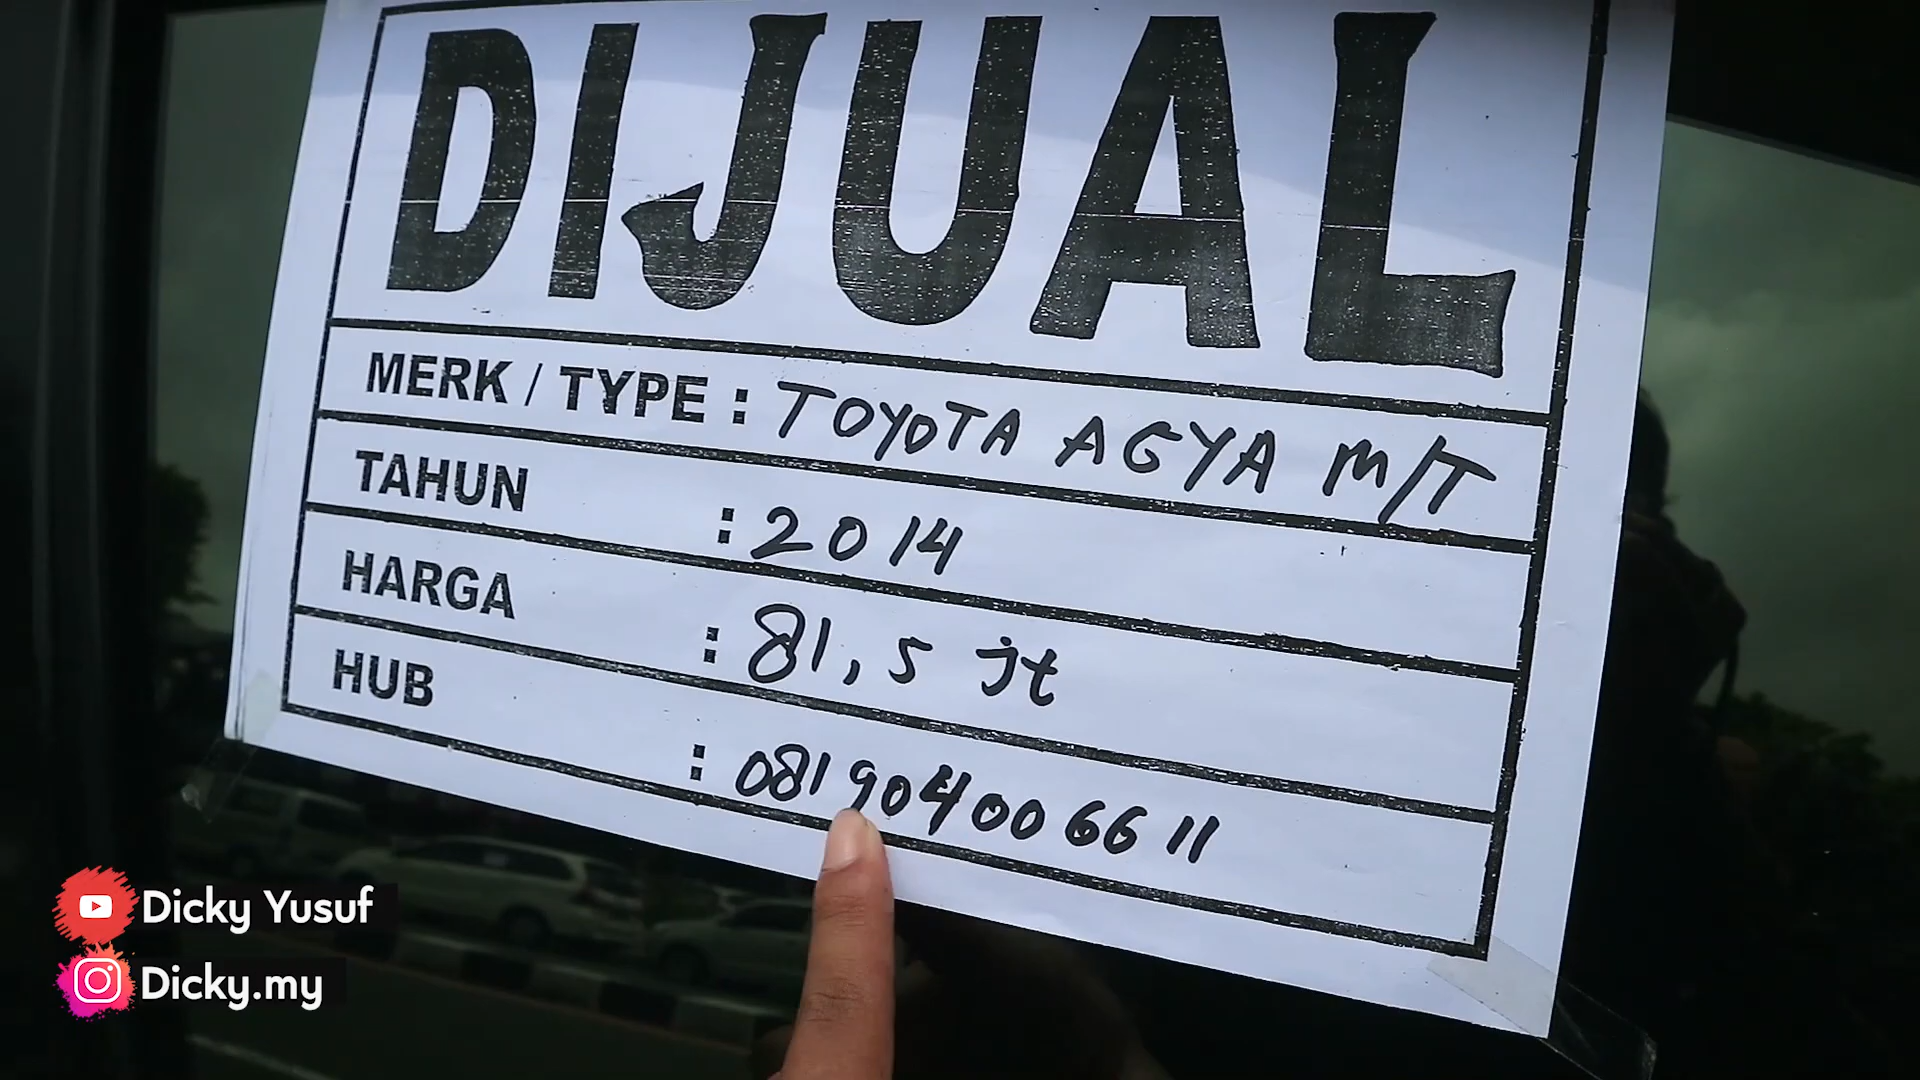 DIJUAL
MERK / TYPE : TOYOTA AGYA M/T
TAHUN : 2014
HARGA : 81,5 jt
HUB : 081904006611
Dicky Yusuf
Dicky.my